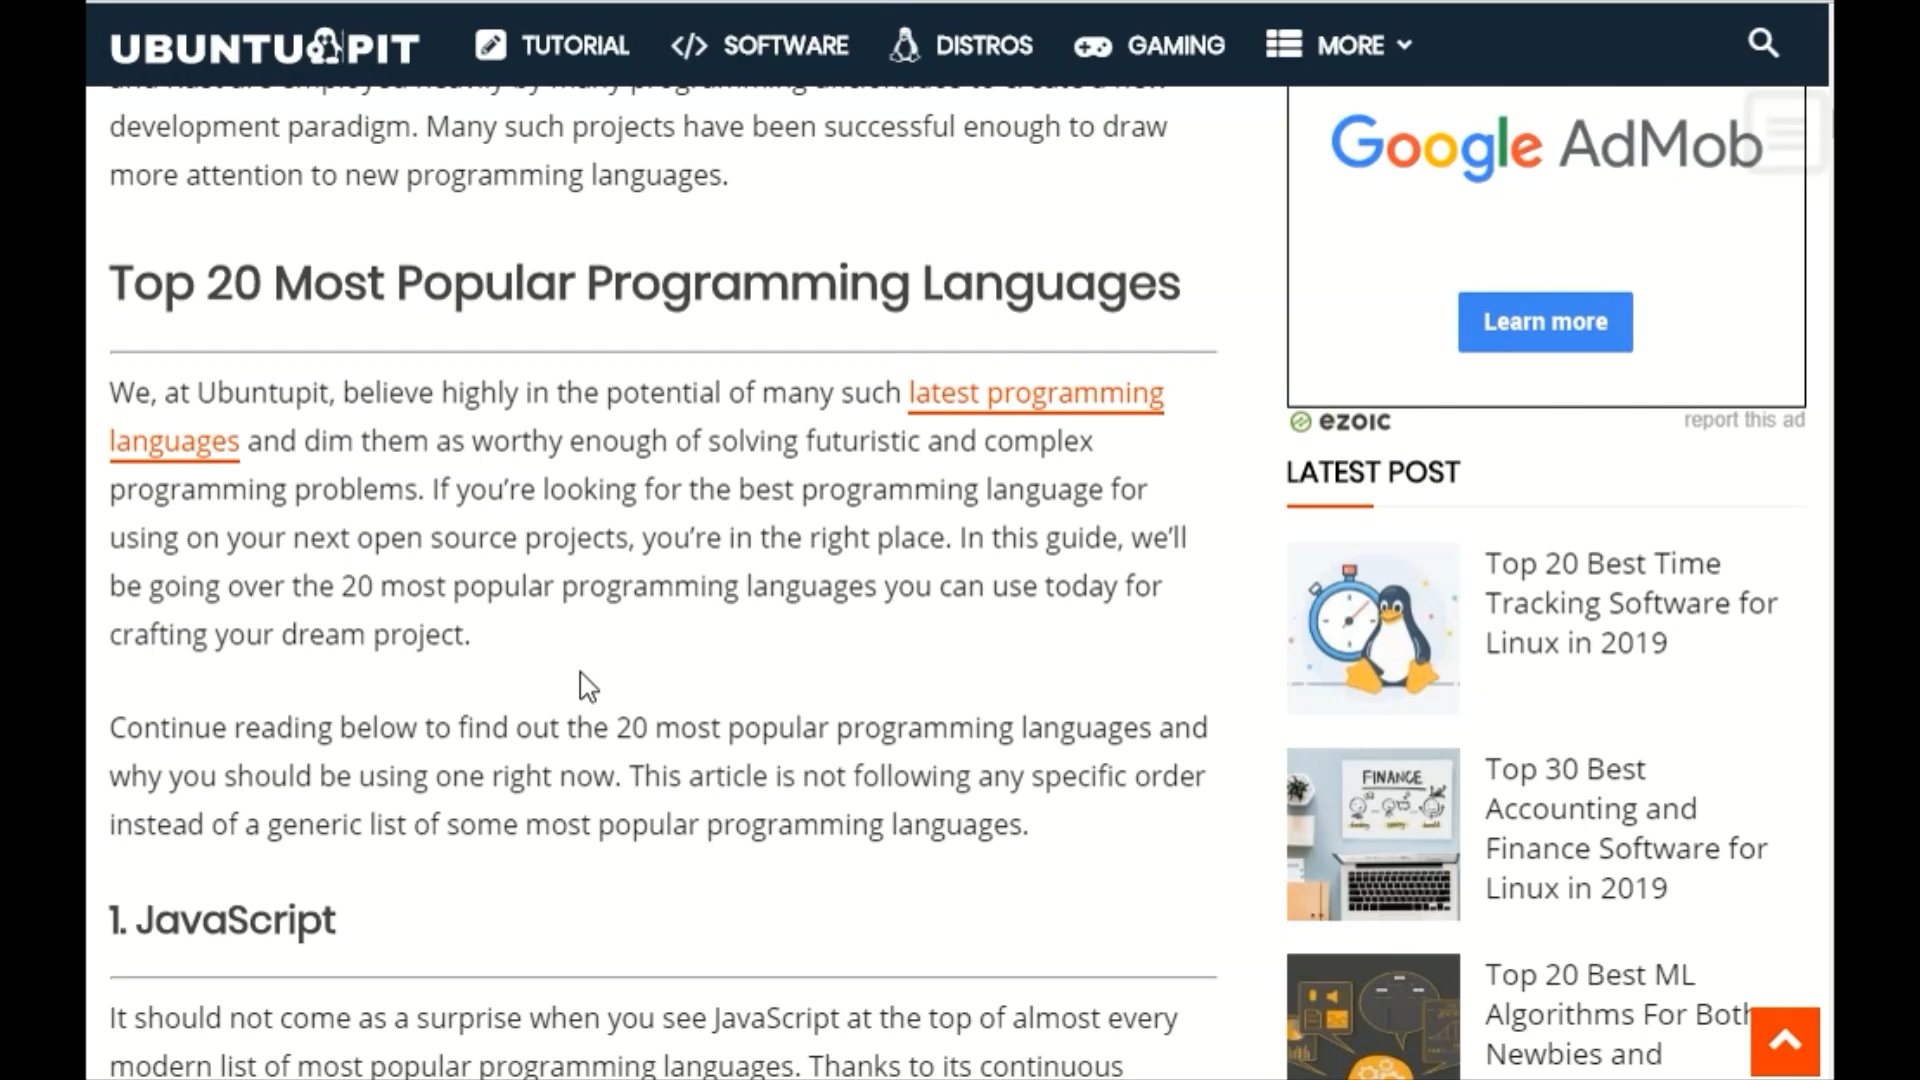 UBUNTUPIT TUTORIAL SOFTWARE DISTROS GAMING MORE
development paradigm. Many such projects have been successful enough to draw
more attention to new programming languages.
Top 20 Most Popular Programming Languages
We, at Ubuntupit, believe highly in the potential of many such latest programming
languages and dim them as worthy enough of solving futuristic and complex
programming problems. If you’re looking for the best programming language for
using on your next open source projects, you’re in the right place. In this guide, we’ll
be going over the 20 most popular programming languages you can use today for
crafting your dream project.
Continue reading below to find out the 20 most popular programming languages and
why you should be using one right now. This article is not following any specific order
instead of a generic list of some most popular programming languages.
1. JavaScript
It should not come as a surprise when you see JavaScript at the top of almost every
modern list of most popular programming languages. Thanks to its continuous
Google AdMob
Learn more
ezoic report this ad
LATEST POST
Top 20 Best Time
Tracking Software for
Linux in 2019
FINANCE
Top 30 Best
Accounting and
Finance Software for
Linux in 2019
Top 20 Best ML
Algorithms For Both
Newbies and